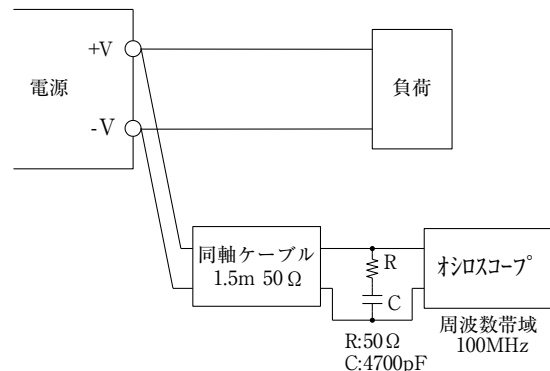 電源
+V
-V
負荷
同軸ケーブル
1.5m 50Ω
R
C
R:50Ω
C:4700pF
オシロスコープ
周波数帯域
100MHz